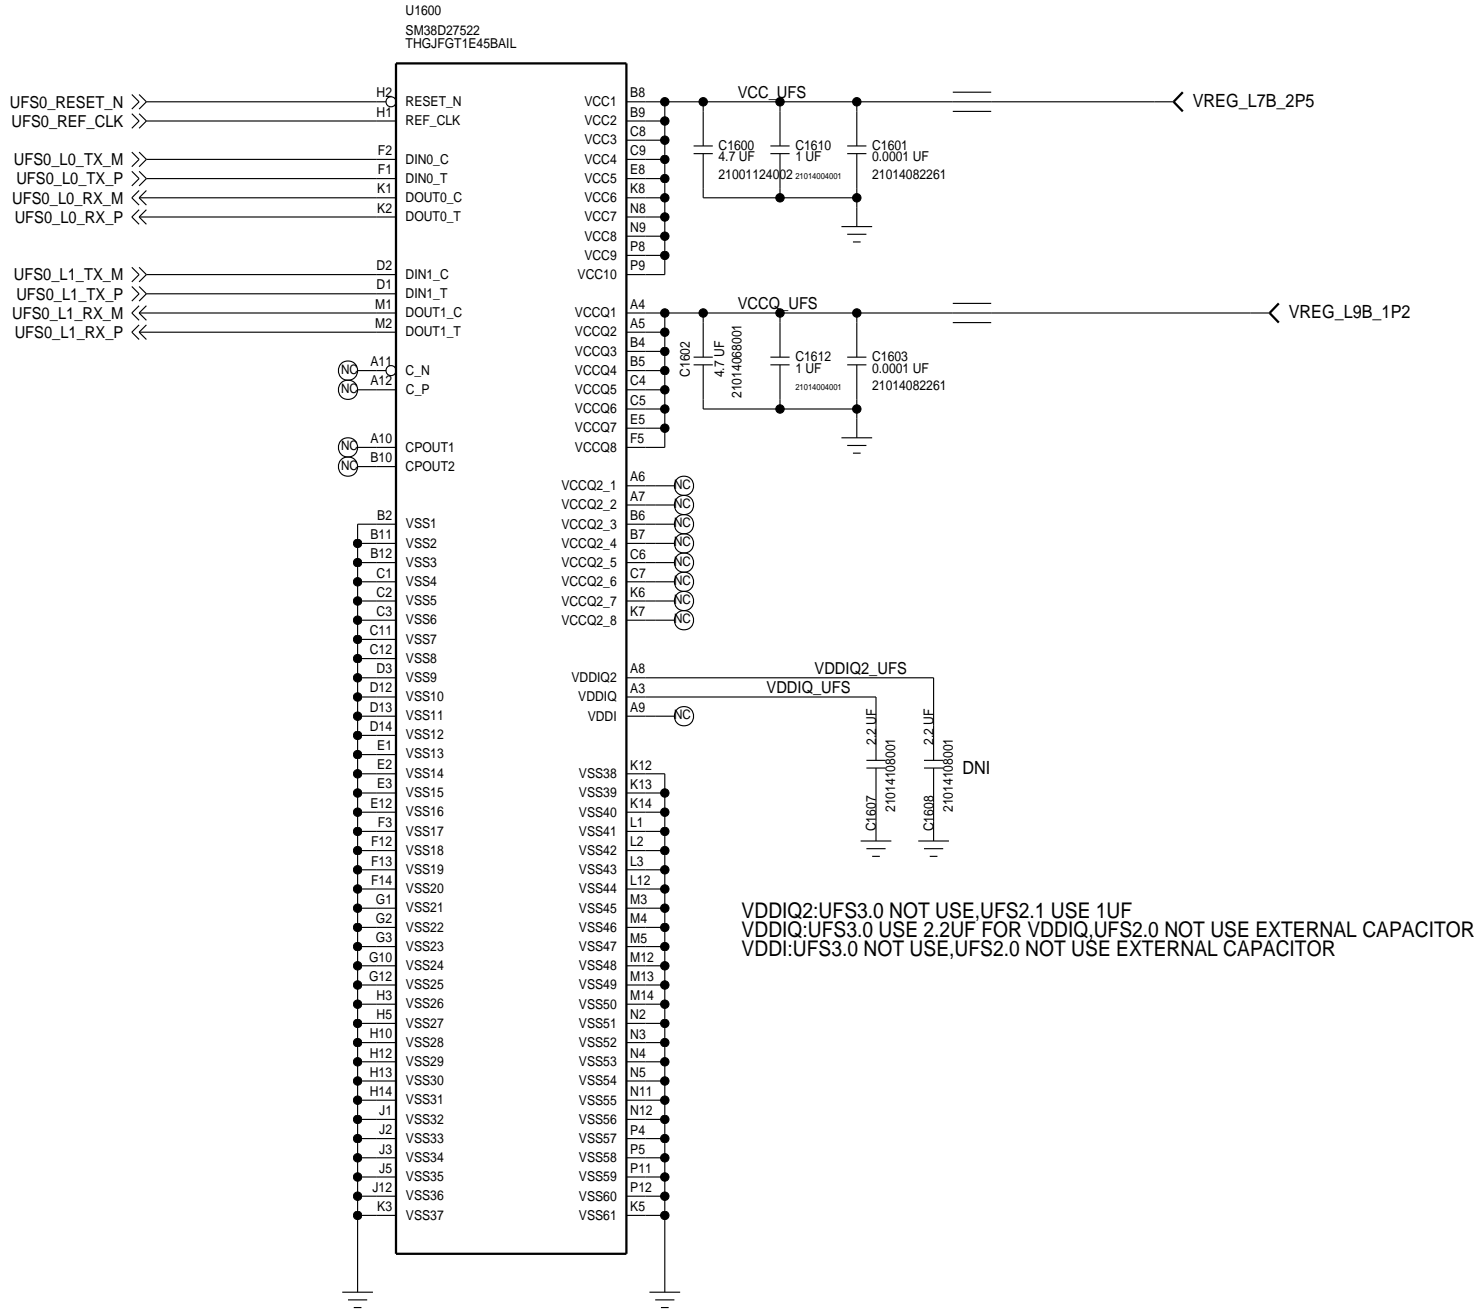 U1600
SM38D27522
THGJFGT1E45BAIL
UFS0_RESET_N H2 RESET_N
UFS0_REF_CLK H1 REF_CLK
UFS0_L0_TX_M F2 DIN0_C
UFS0_L0_TX_P F1 DIN0_T
UFS0_L0_RX_M K1 DOUT0_C
UFS0_L0_RX_P K2 DOUT0_T
UFS0_L1_TX_M D2 DIN1_C
UFS0_L1_TX_P D1 DIN1_T
UFS0_L1_RX_M M1 DOUT1_C
UFS0_L1_RX_P M2 DOUT1_T
NC A11 C_N
NC A12 C_P
NC A10 CPOUT1
NC B10 CPOUT2
B2 VSS1
B11 VSS2
B12 VSS3
C1 VSS4
C2 VSS5
C3 VSS6
C11 VSS7
C12 VSS8
D3 VSS9
D12 VSS10
D13 VSS11
D14 VSS12
E1 VSS13
E2 VSS14
E3 VSS15
E12 VSS16
F3 VSS17
F12 VSS18
F13 VSS19
F14 VSS20
G1 VSS21
G2 VSS22
G3 VSS23
G10 VSS24
G12 VSS25
H3 VSS26
H5 VSS27
H10 VSS28
H12 VSS29
H13 VSS30
H14 VSS31
J1 VSS32
J2 VSS33
J3 VSS34
J5 VSS35
J12 VSS36
K3 VSS37
VCC1 B8 VCC_UFS VREG_L7B_2P5
VCC2 B9
VCC3 C8
VCC4 C9
VCC5 E8
VCC6 K8
VCC7 N8
VCC8 N9
VCC9 P8
VCC10 P9
C1600
4.7 UF
21001124002
C1610
1 UF
21014004001
C1601
0.0001 UF
21014082261
VCCQ1 A4 VCCQ_UFS VREG_L9B_1P2
VCCQ2 A5
VCCQ3 B4
VCCQ4 B5
VCCQ5 C4
VCCQ6 C5
VCCQ7 E5
VCCQ8 F5
C1602
4.7 UF
21014068001
C1612
1 UF
21014004001
C1603
0.0001 UF
21014082261
VCCQ2_1 A6 NC
VCCQ2_2 A7 NC
VCCQ2_3 B6 NC
VCCQ2_4 B7 NC
VCCQ2_5 C6 NC
VCCQ2_6 C7 NC
VCCQ2_7 K6 NC
VCCQ2_8 K7 NC
VDDIQ2 A8 VDDIQ2_UFS
VDDIQ A3 VDDIQ_UFS
VDDI A9 NC
C1607
2.2 UF
21014108001
C1608
2.2 UF
21014108001
DNI
VSS38 K12
VSS39 K13
VSS40 K14
VSS41 L1
VSS42 L2
VSS43 L3
VSS44 L12
VSS45 M3
VSS46 M4
VSS47 M5
VSS48 M12
VSS49 M13
VSS50 M14
VSS51 N2
VSS52 N3
VSS53 N4
VSS54 N5
VSS55 N11
VSS56 N12
VSS57 P4
VSS58 P5
VSS59 P11
VSS60 P12
VSS61 K5
VDDIQ2:UFS3.0 NOT USE,UFS2.1 USE 1UF
VDDIQ:UFS3.0 USE 2.2UF FOR VDDIQ,UFS2.0 NOT USE EXTERNAL CAPACITOR
VDDI:UFS3.0 NOT USE,UFS2.0 NOT USE EXTERNAL CAPACITOR